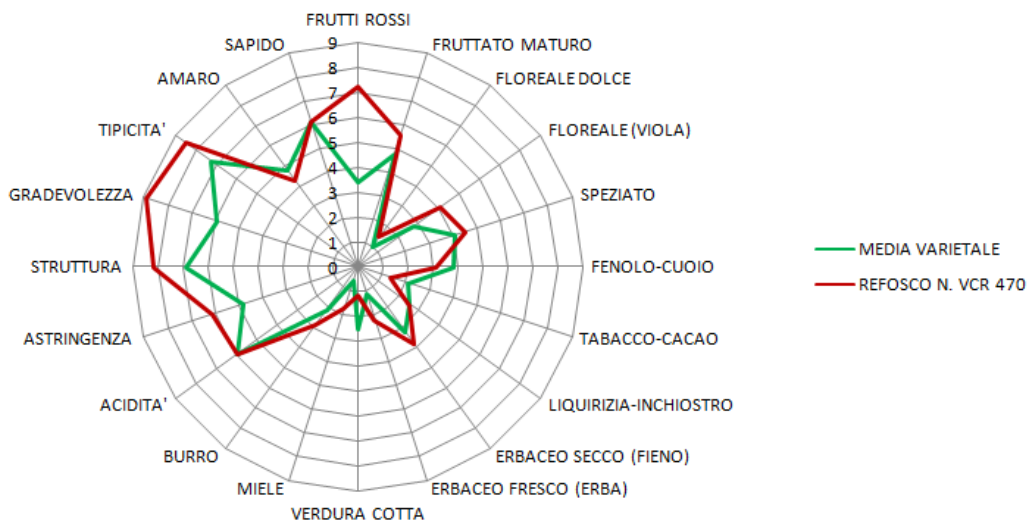 FRUTTI ROSSI
FRUTTATO MATURO
FLOREALE DOLCE
FLOREALE (VIOLA)
SPEZIATO
FENOLO-CUOIO
TABACCO-CACAO
LIQUIRIZIA-INCHIOSTRO
ERBACEO SECCO (FIENO)
ERBACEO FRESCO (ERBA)
VERDURA COTTA
MIELE
BURRO
ACIDITA'
ASTRINGENZA
STRUTTURA
GRADEVOLEZZA
TIPICITA'
AMARO
SAPIDO
9
8
7
6
5
4
3
2
1
0
MEDIA VARIETALE
REFOSCO N. VCR 470